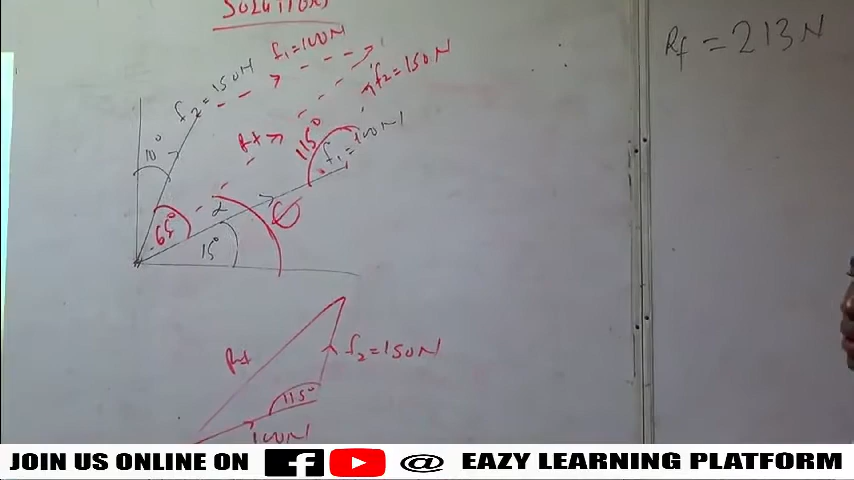 SOLUTIONS
f1=100N
f2=150N
f2=150N
Rf
10°
115°
f1=100N
65°
α
Ø
15°
Rf
f2=150N
115°
100N
Rf = 213N
JOIN US ONLINE ON f @ EAZY LEARNING PLATFORM